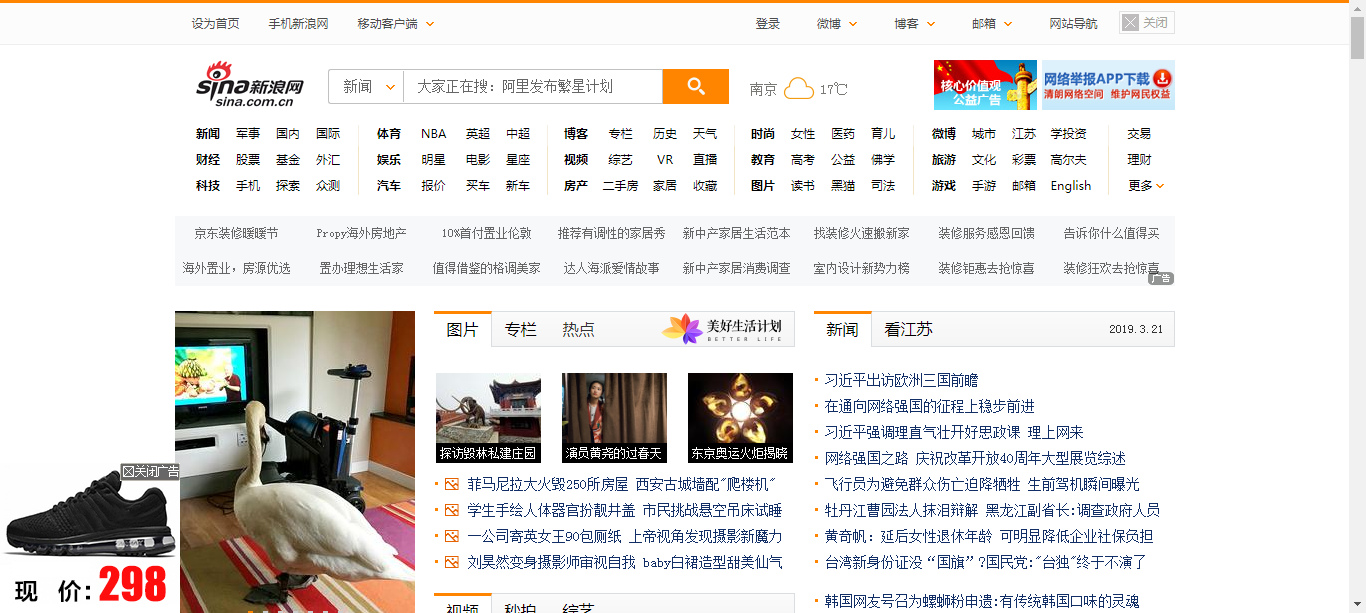 设为首页 手机新浪网 移动客户端 登录 微博 博客 邮箱 网站导航 关闭
sina新浪网
sina.com.cn
新闻 大家正在搜：阿里发布繁星计划
南京 17℃
核心价值观
公益广告
网络举报APP下载
清朗网络空间 维护网民权益
新闻 军事 国内 国际 体育 NBA 英超 中超 博客 专栏 历史 天气 时尚 女性 医药 育儿 微博 城市 江苏 学投资 交易
财经 股票 基金 外汇 娱乐 明星 电影 星座 视频 综艺 VR 直播 教育 高考 公益 佛学 旅游 文化 彩票 高尔夫 理财
科技 手机 探索 众测 汽车 报价 买车 新车 房产 二手房 家居 收藏 图片 读书 黑猫 司法 游戏 手游 邮箱 English 更多
京东装修暖暖节 Propy海外房地产 10%首付置业伦敦 推荐有调性的家居秀 新中产家居生活范本 找装修火速搬新家 装修服务感恩回馈 告诉你什么值得买
海外置业，房源优选 置办理想生活家 值得借鉴的格调美家 达人海派爱情故事 新中产家居消费调查 室内设计新势力榜 装修钜惠去抢惊喜 装修狂欢去抢惊喜
广告
关闭广告
现 价:298
图片 专栏 热点
美好生活计划
BETTER LIFE
探访毁林私建庄园 演员黄尧的过春天 东京奥运火炬揭晓
菲马尼拉大火毁250所房屋 西安古城墙配"爬楼机"
学生手绘人体器官扮靓井盖 市民挑战悬空吊床试睡
一公司寄英女王90包厕纸 上帝视角发现摄影新魔力
刘昊然变身摄影师审视自我 baby白裙造型甜美仙气
视频 秒拍 综艺
新闻 看江苏 2019.3.21
习近平出访欧洲三国前瞻
在通向网络强国的征程上稳步前进
习近平强调理直气壮开好思政课 理上网来
网络强国之路 庆祝改革开放40周年大型展览综述
飞行员为避免群众伤亡迫降牺牲 生前驾机瞬间曝光
牡丹江曹园法人抹泪辩解 黑龙江副省长:调查政府人员
黄奇帆：延后女性退休年龄 可明显降低企业社保负担
台湾新身份证没“国旗”?国民党:"台独"终于不演了
韩国网友号召为螺蛳粉申遗:有传统韩国口味的灵魂